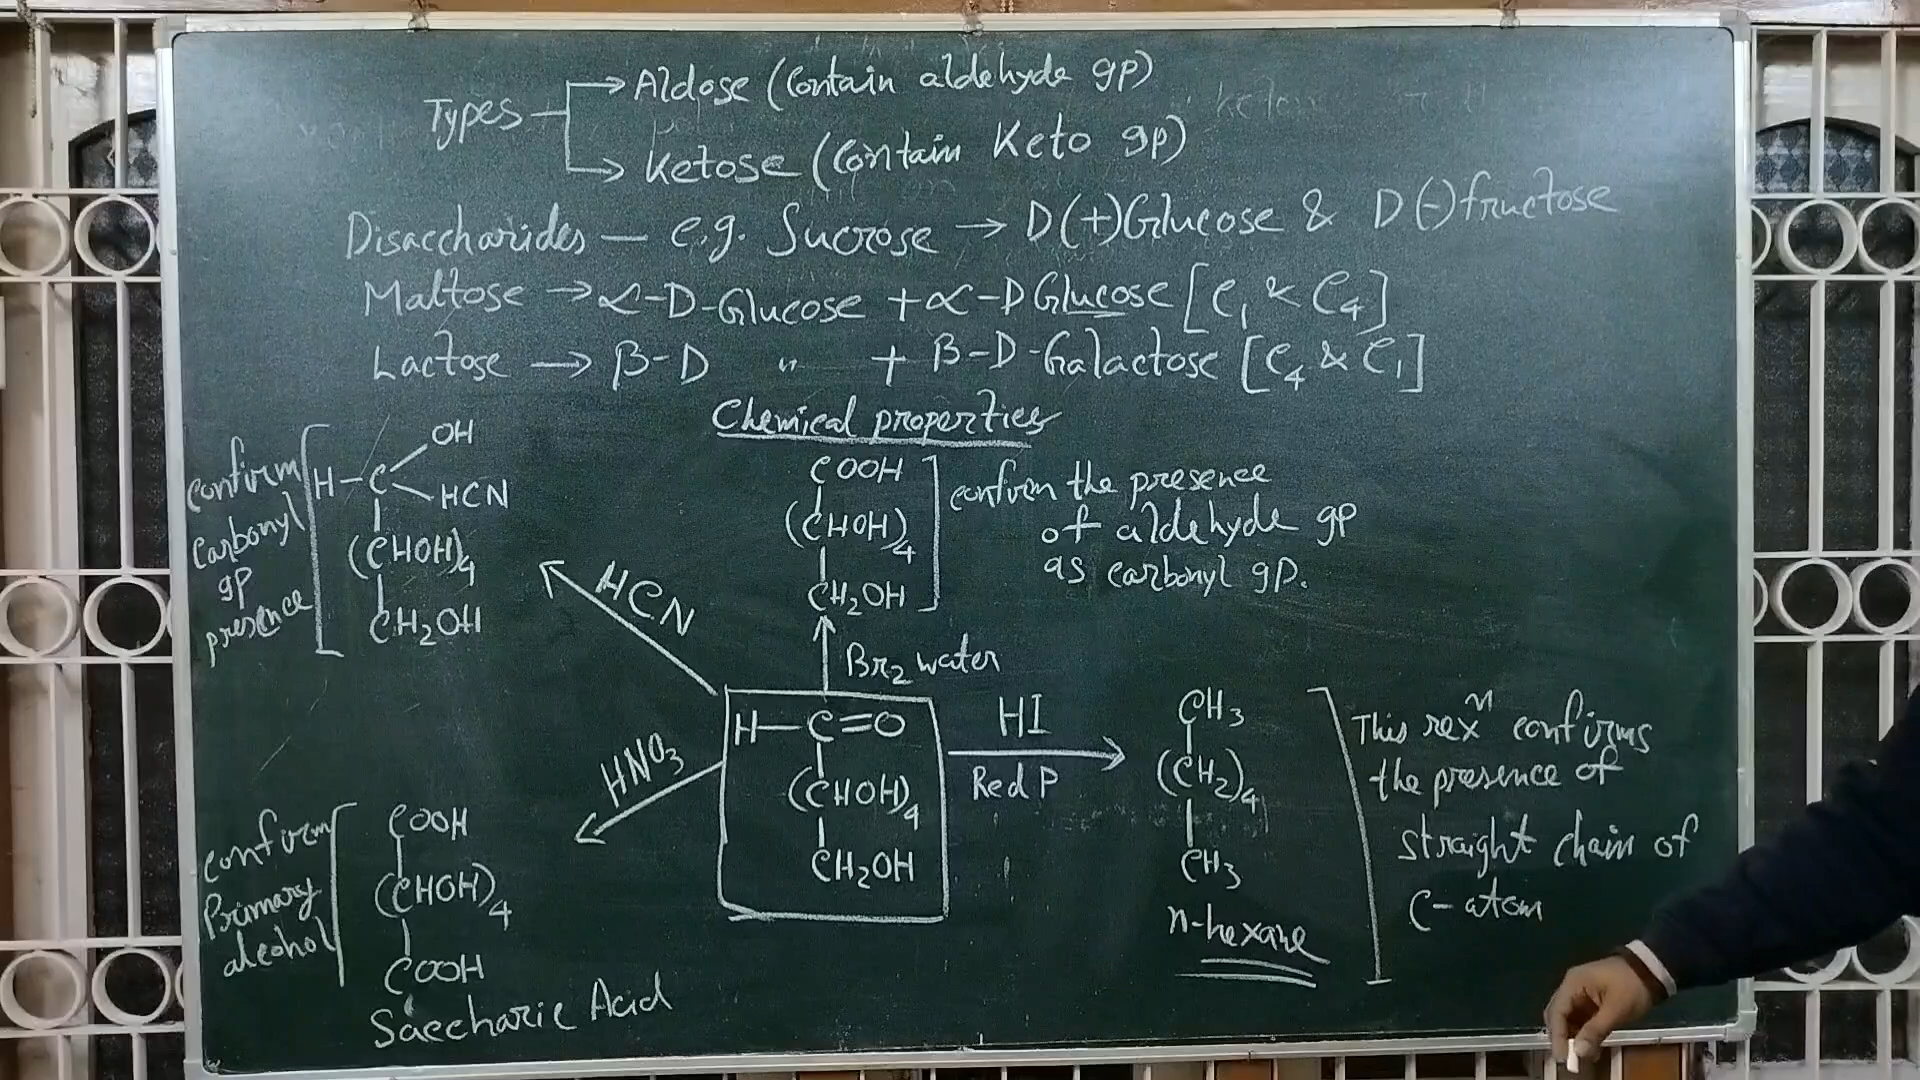 Types → Aldose (Contain aldehyde gp)
→ Ketose (Contain Keto gp)
Disaccharides — e.g. Sucrose → D(+)Glucose & D(-)fructose
Maltose → α-D-Glucose + α-D Glucose [C1 & C4]
Lactose → β-D " + β-D-Galactose [C4 & C1]
Chemical properties
confirm
carbonyl
gp
presence
OH
H-C
HCN
(CHOH)4
CH2OH
HCN
COOH
(CHOH)4
CH2OH
confirm the presence
of aldehyde gp
as carbonyl gp.
Br2 water
H-C=O
(CHOH)4
CH2OH
HNO3
confirm
Primary
alcohol
COOH
(CHOH)4
COOH
Saccharic Acid
HI
Red P
CH3
(CH2)4
CH3
n-hexane
This rexn confirms
the presence of
straight chain of
C-atom